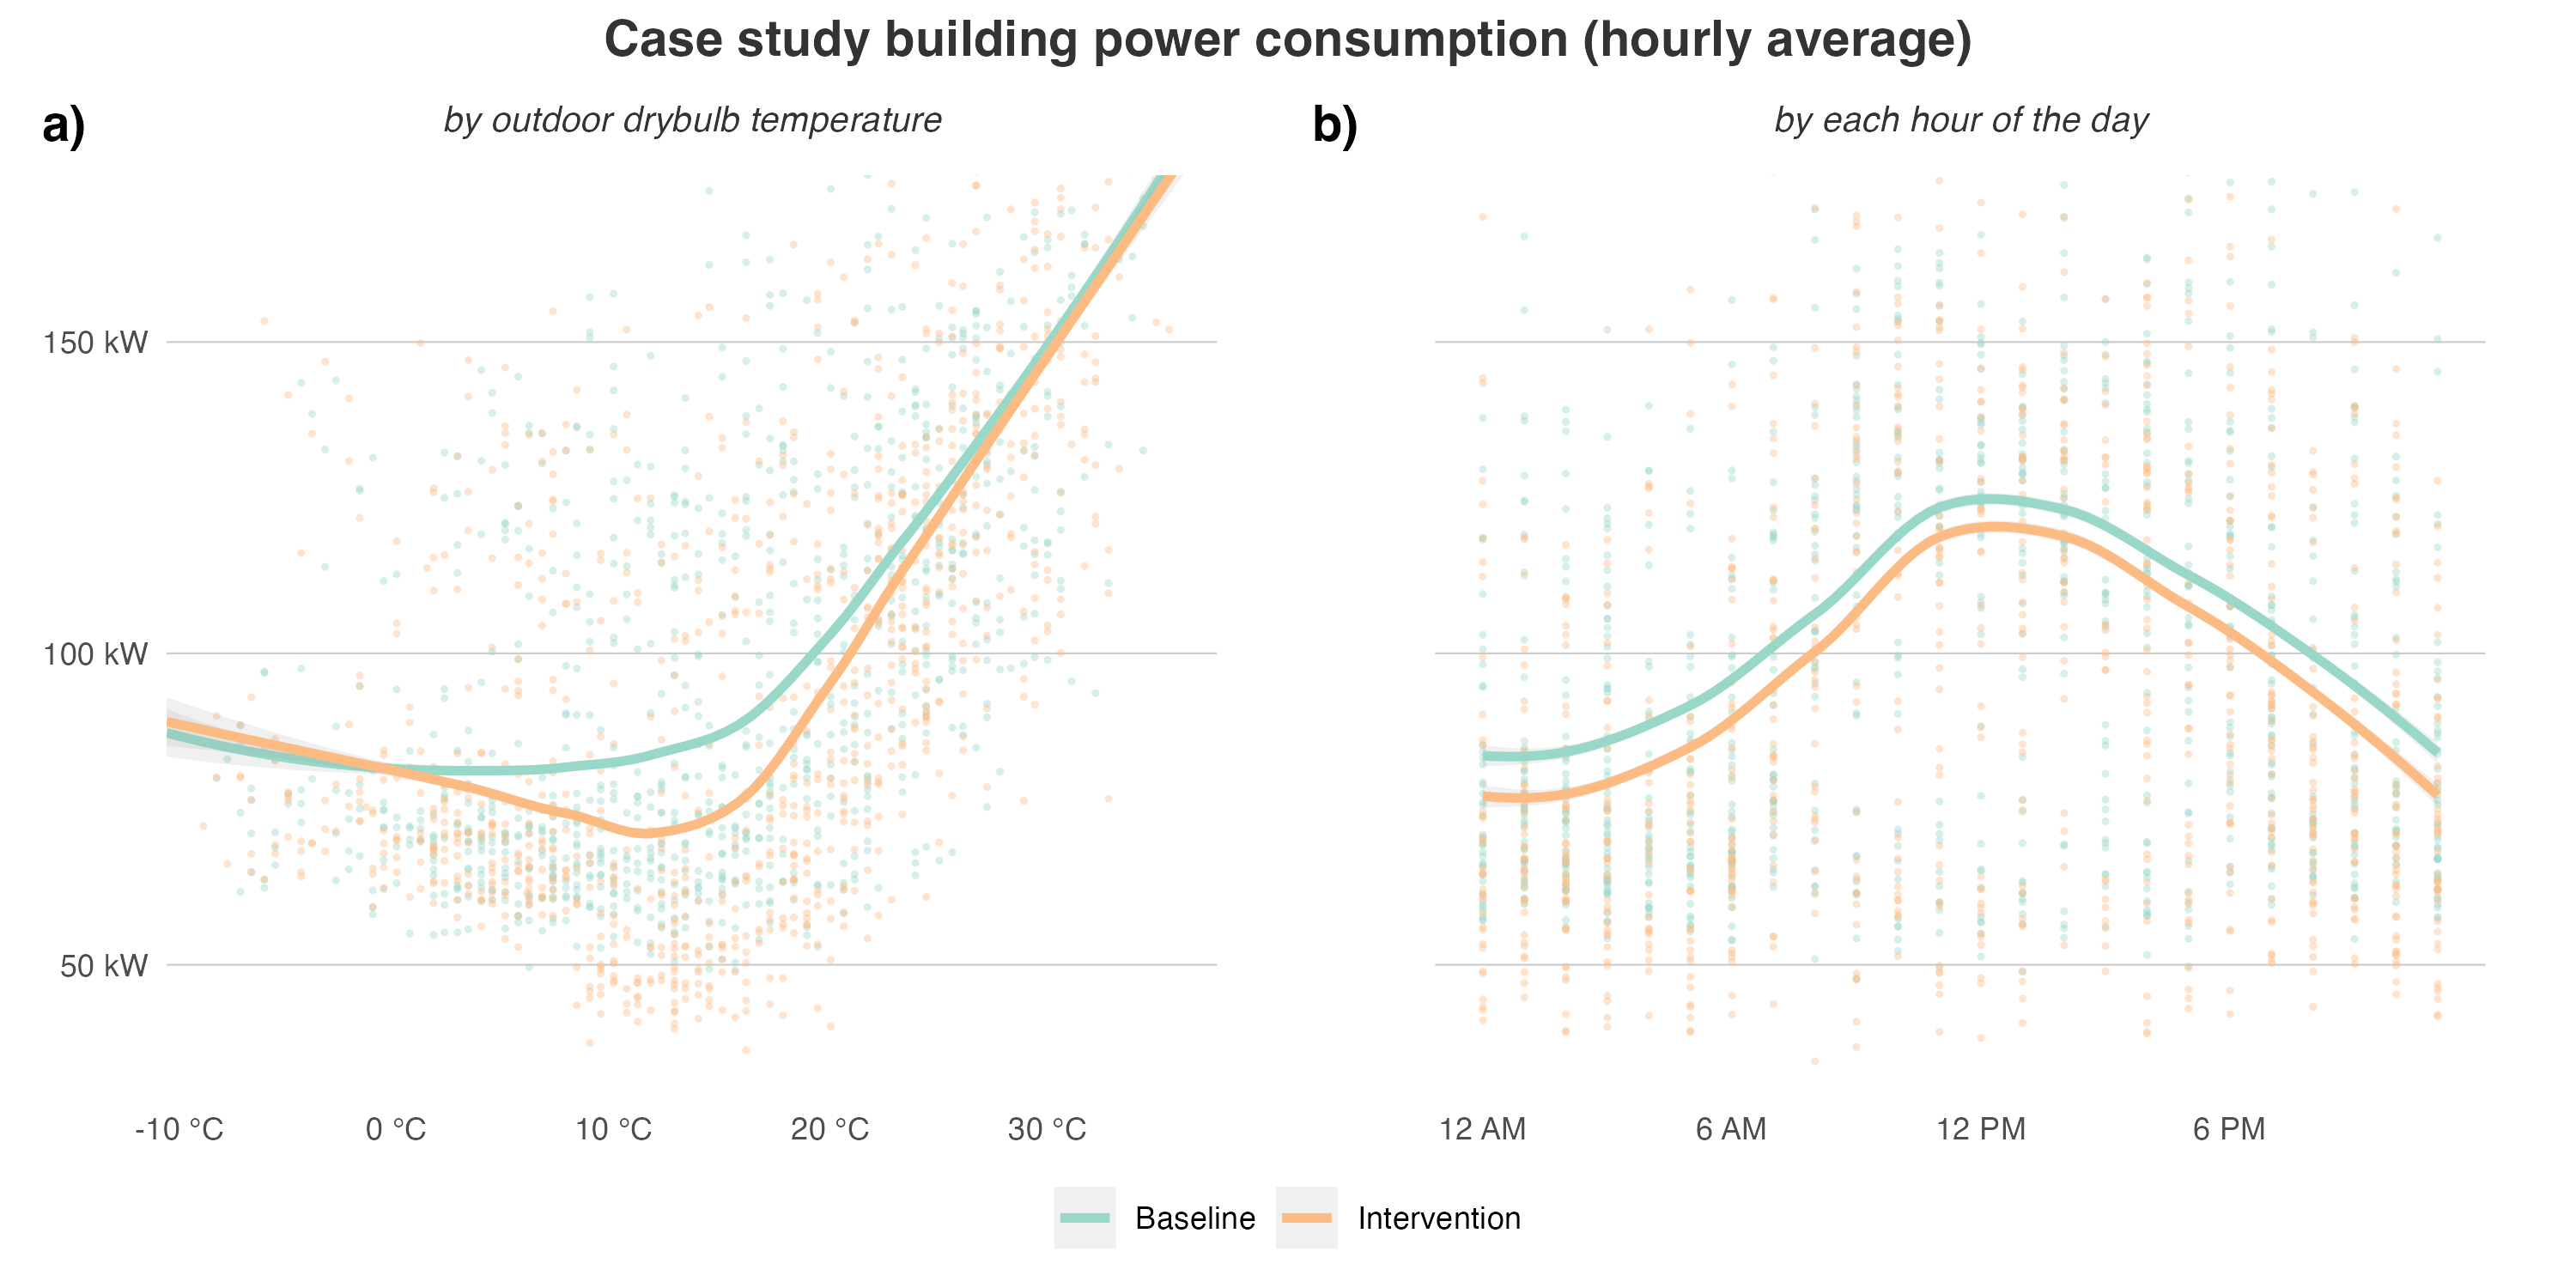 Case study building power consumption (hourly average)
a)
by outdoor drybulb temperature
150 kW
100 kW
50 kW
-10 °C
0 °C
10 °C
20 °C
30 °C
b)
by each hour of the day
12 AM
6 AM
12 PM
6 PM
Baseline
Intervention